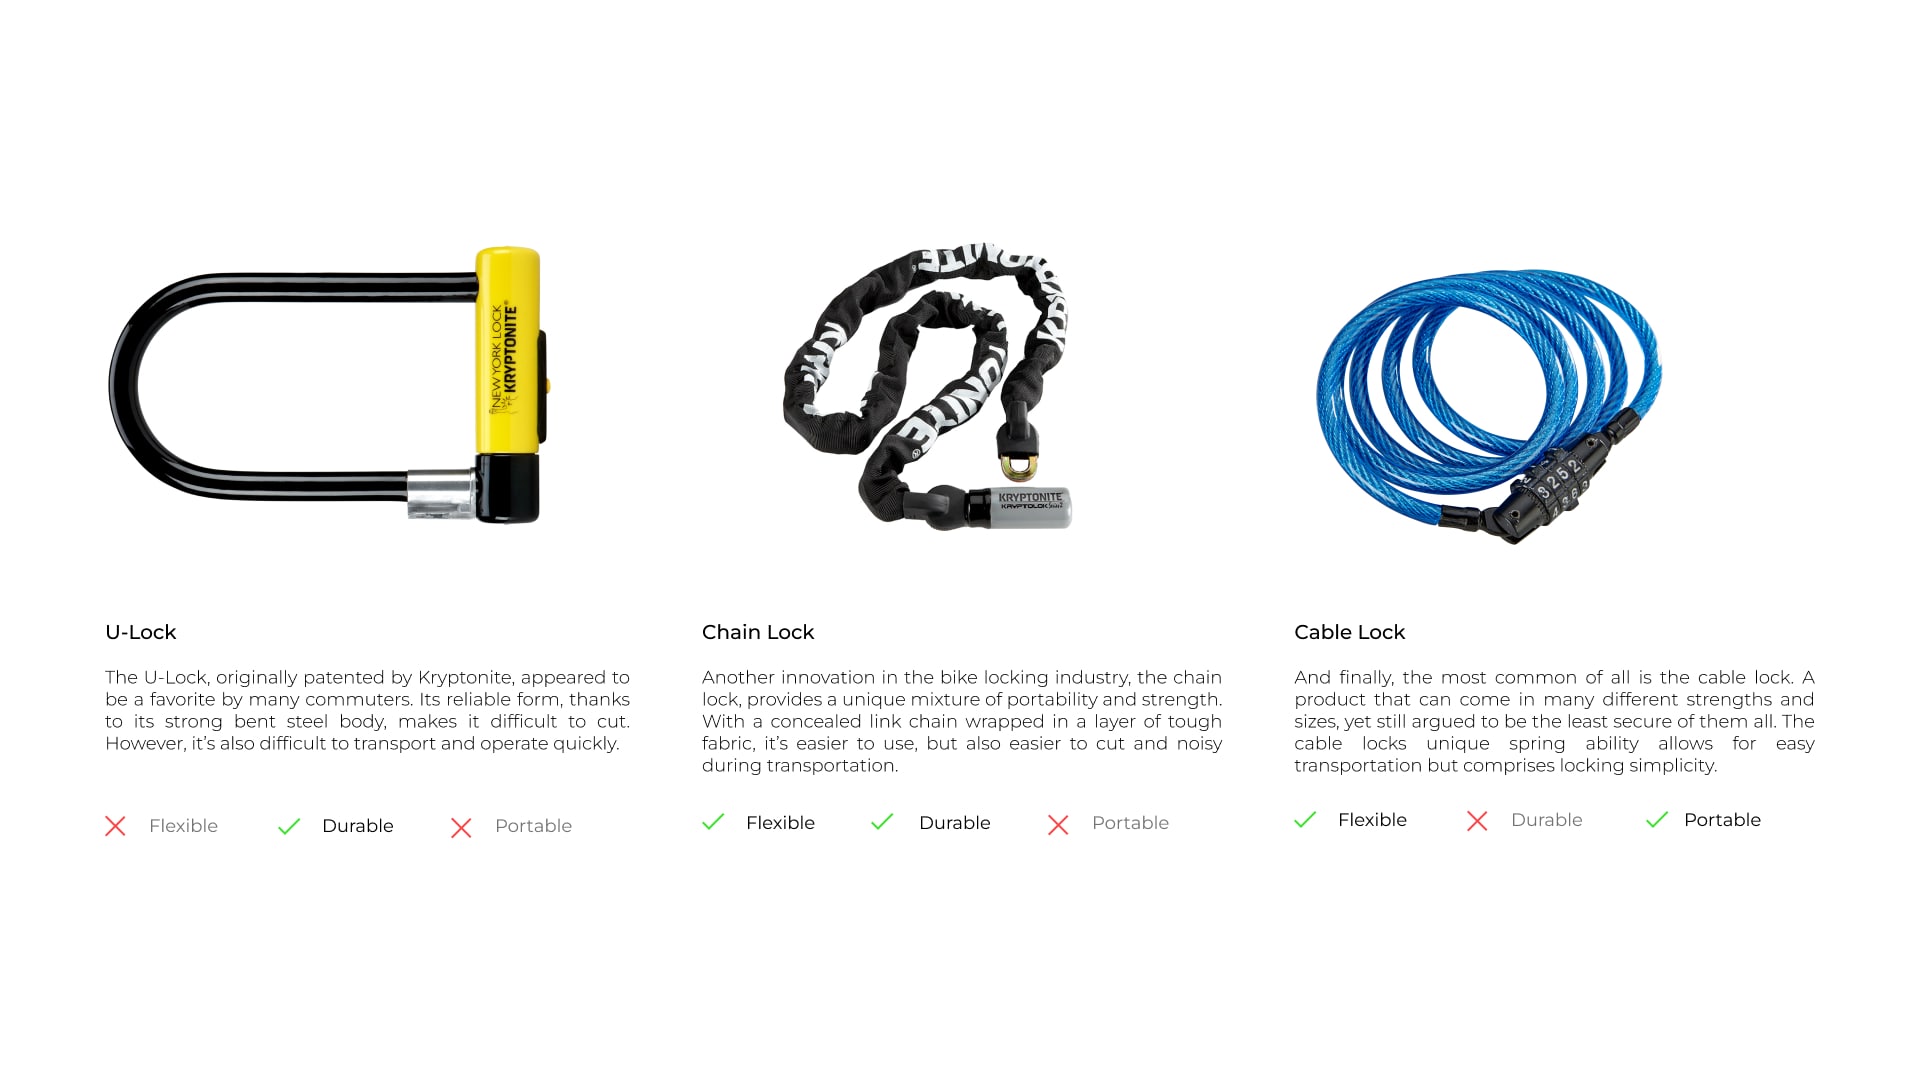 NEW YORK LOCK
KRYPTONITE®
KRYPTONITE
U-Lock
The U-Lock, originally patented by Kryptonite, appeared to
be a favorite by many commuters. Its reliable form, thanks
to its strong bent steel body, makes it difficult to cut.
However, it’s also difficult to transport and operate quickly.
Flexible
Durable
Portable
Chain Lock
Another innovation in the bike locking industry, the chain
lock, provides a unique mixture of portability and strength.
With a concealed link chain wrapped in a layer of tough
fabric, it’s easier to use, but also easier to cut and noisy
during transportation.
Flexible
Durable
Portable
3 2 5 2
Cable Lock
And finally, the most common of all is the cable lock. A
product that can come in many different strengths and
sizes, yet still argued to be the least secure of them all. The
cable locks unique spring ability allows for easy
transportation but comprises locking simplicity.
Flexible
Durable
Portable